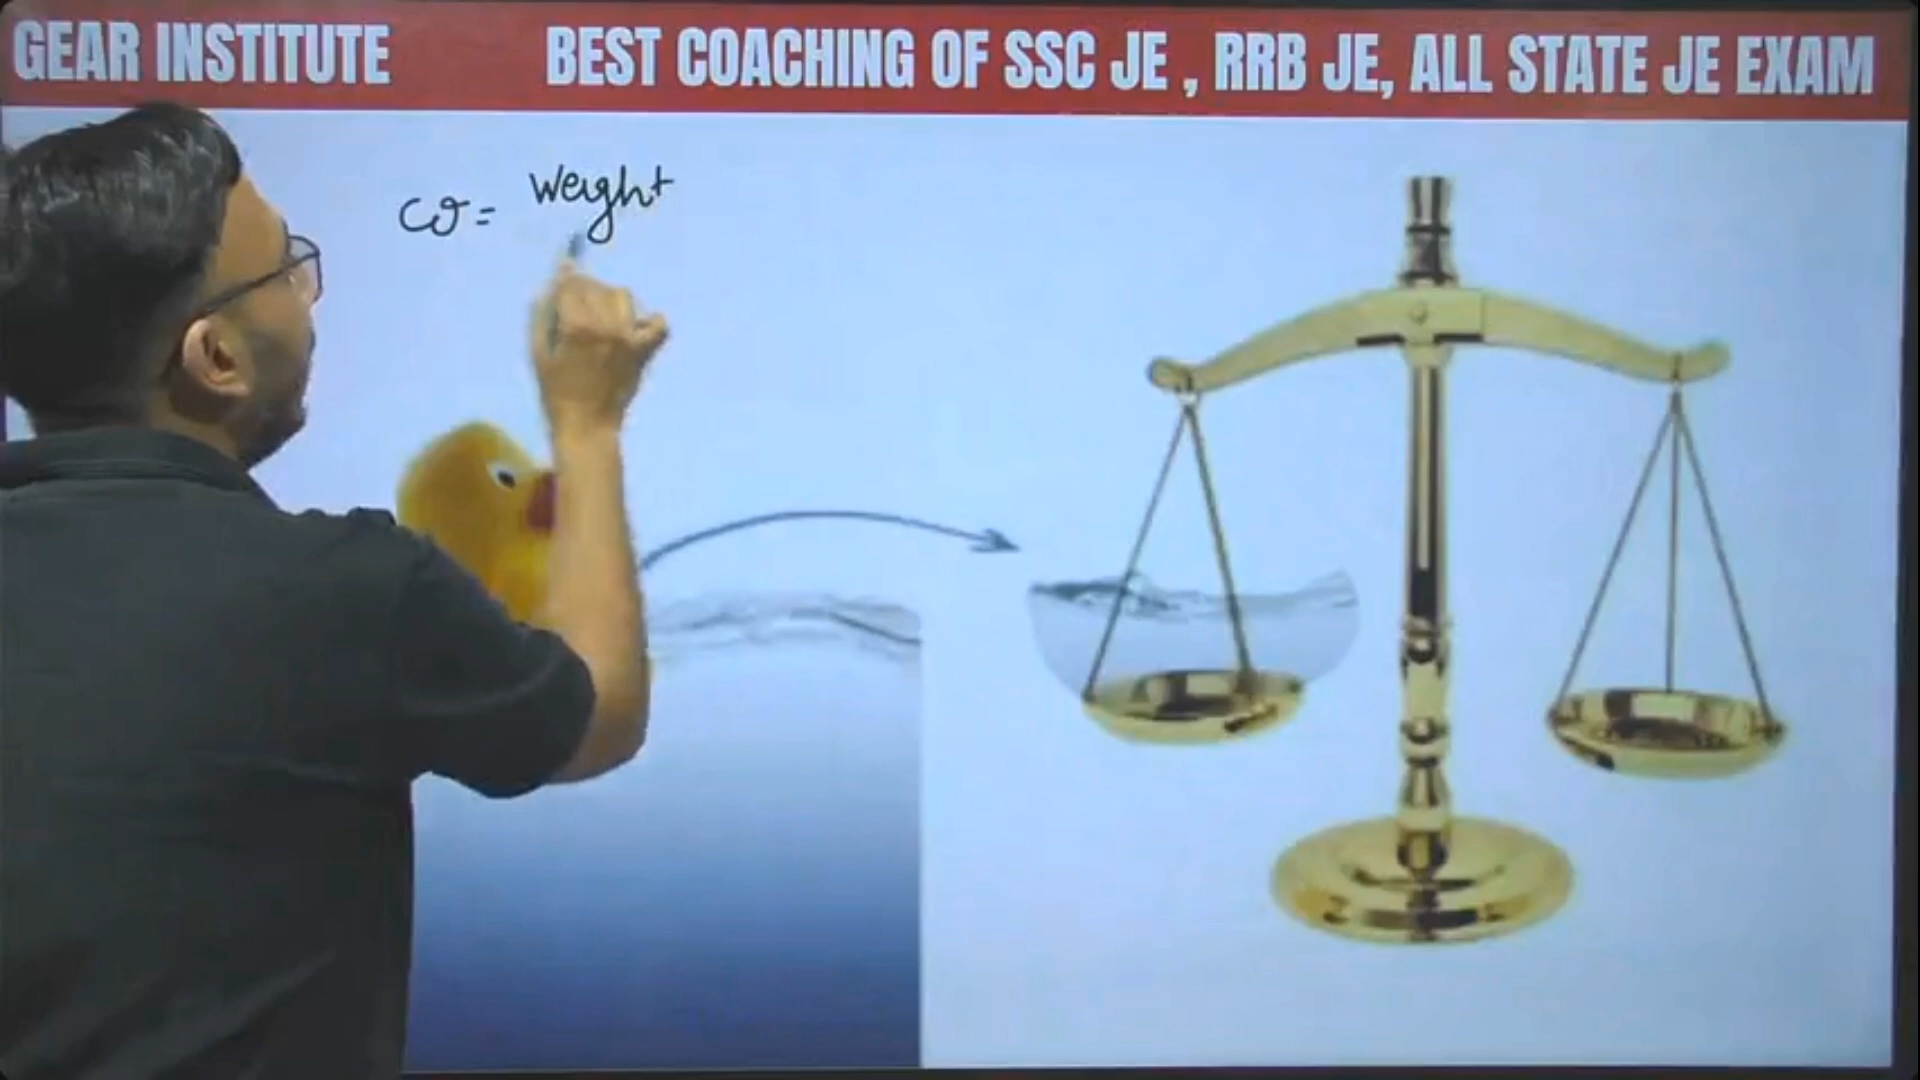 GEAR INSTITUTE BEST COACHING OF SSC JE , RRB JE, ALL STATE JE EXAM
ω = Weight